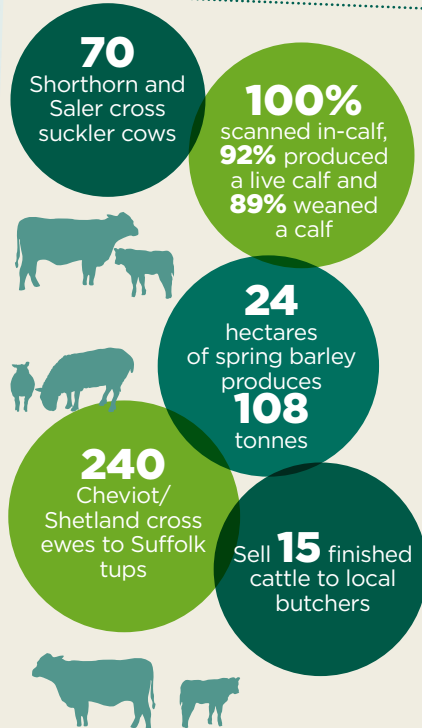 70
Shorthorn and
Saler cross
suckler cows
100%
scanned in-calf,
92% produced
a live calf and
89% weaned
a calf
24
hectares
of spring barley
produces
108
tonnes
240
Cheviot/
Shetland cross
ewes to Suffolk
tups
Sell 15 finished
cattle to local
butchers